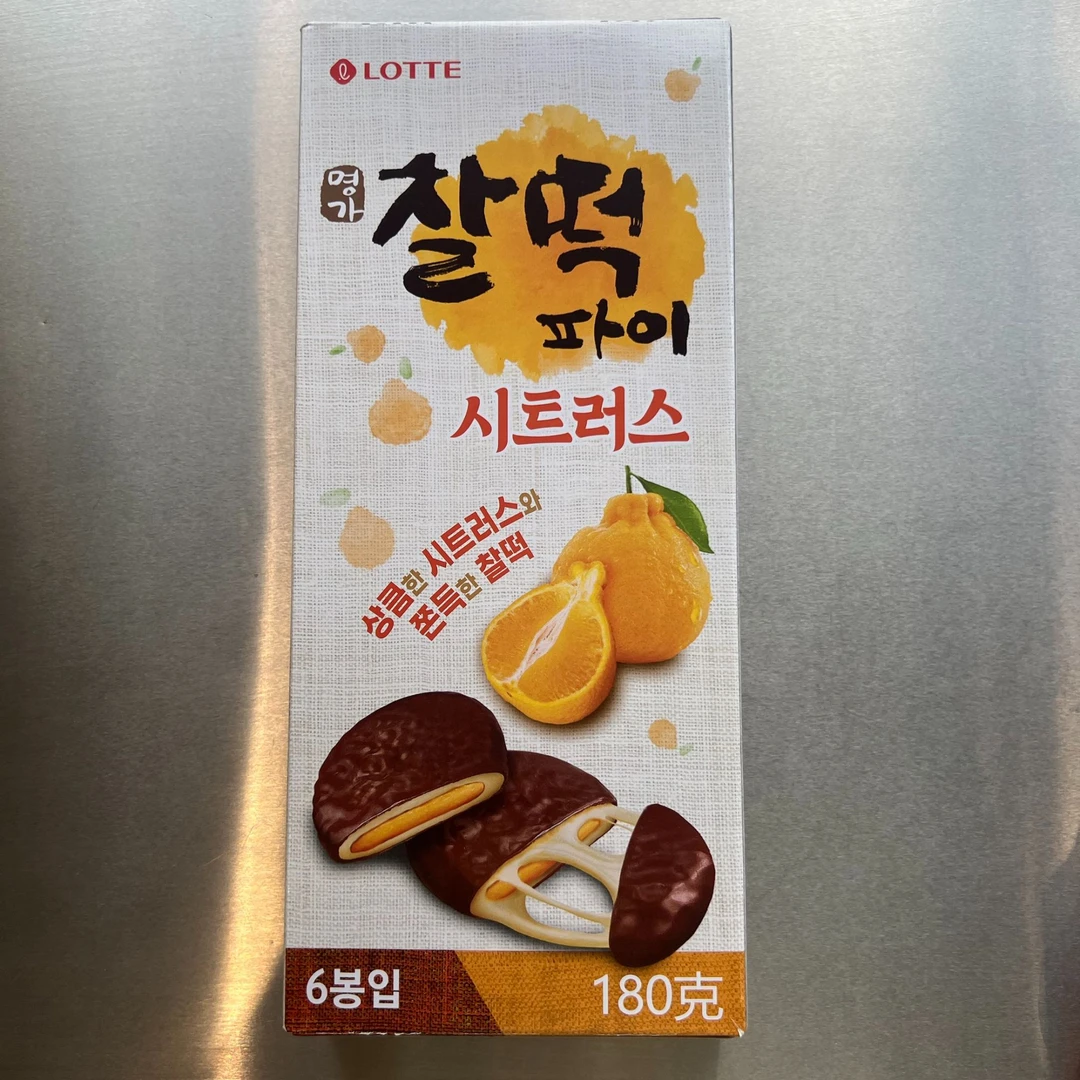 LOTTE
명가
찰떡
파이
시트러스
상큼한 시트러스와
쫀득한 찰떡
6봉입
180克